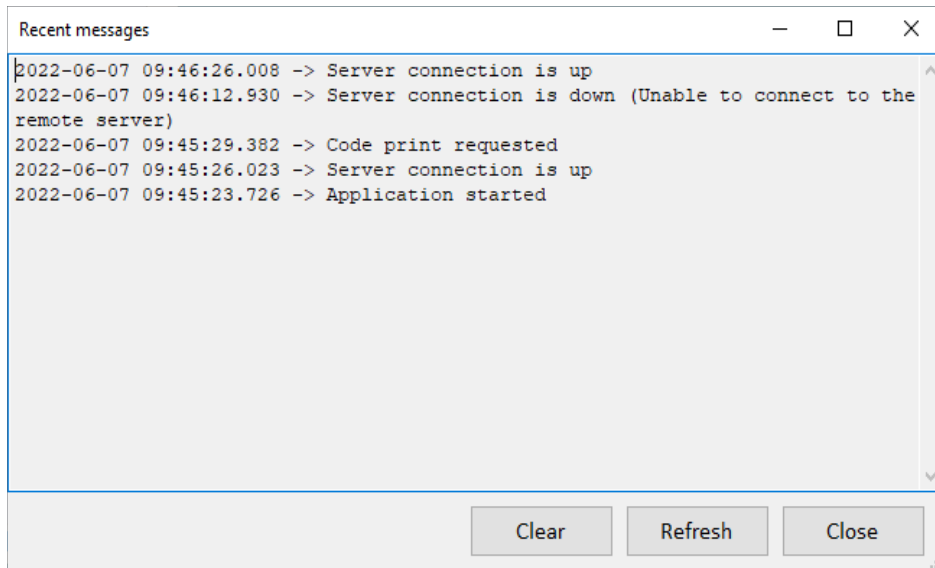 Recent messages
2022-06-07 09:46:26.008 -> Server connection is up
2022-06-07 09:46:12.930 -> Server connection is down (Unable to connect to the
remote server)
2022-06-07 09:45:29.382 -> Code print requested
2022-06-07 09:45:26.023 -> Server connection is up
2022-06-07 09:45:23.726 -> Application started
Clear Refresh Close